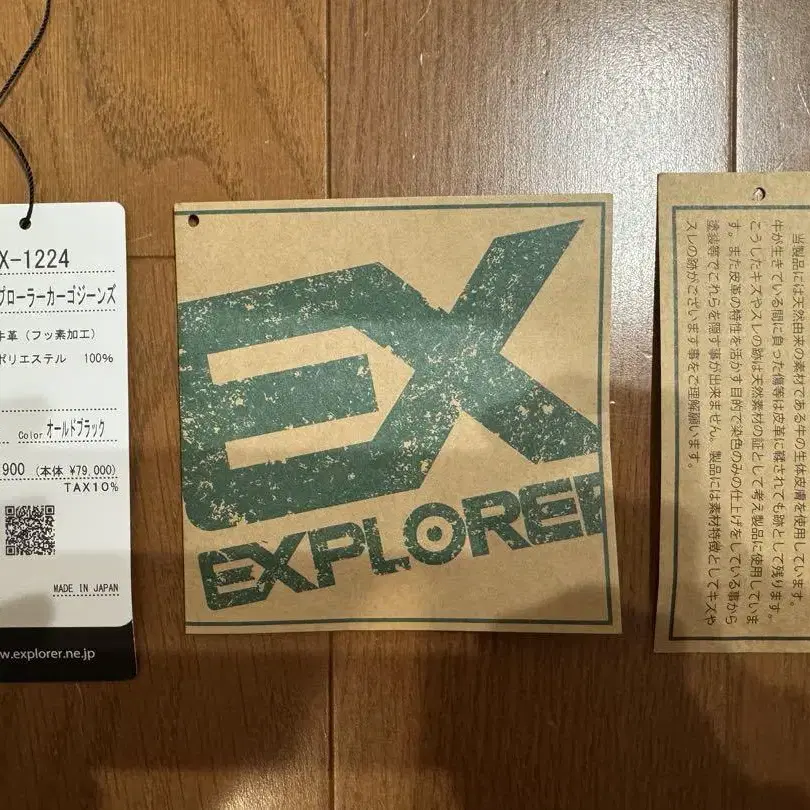 X-1224
プローラーカーゴジーンズ
牛革（フッ素加工）
ポリエステル 100%
Color オールドブラック
900 (本体 ¥79,000)
TAX10%
MADE IN JAPAN
w.explorer.ne.jp
EX
EXPLORER
当製品には天然由来の素材である牛の生体皮膚を使用しています。
牛が生きている間に負った傷等は皮革に鞣されても跡として残ります。
こうしたキズやスレの跡は天然素材の証として考え製品に使用していま
す。また皮革の特性を活かす目的で染色のみの仕上げをしている事から
塗装等でこれらを隠す事が出来ません。製品には素材特徴としてキズや
スレの跡がございます事をご理解願います。